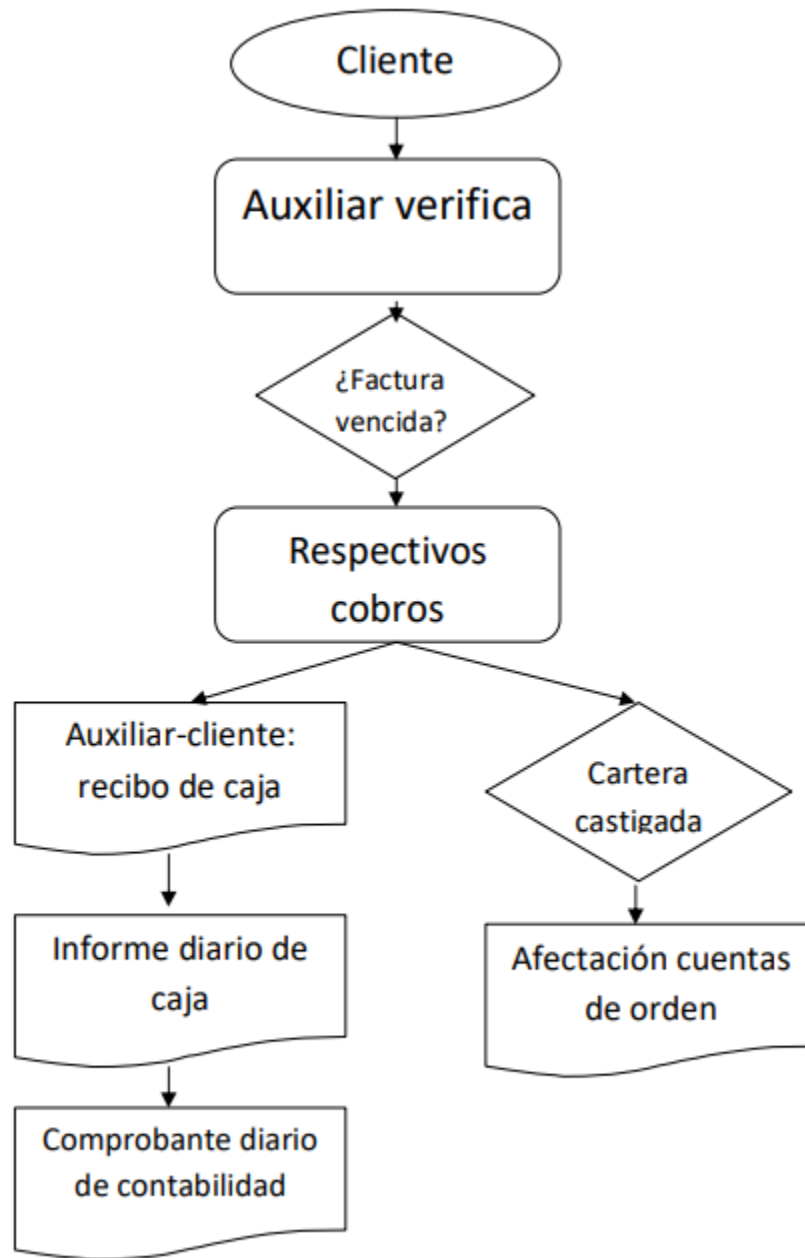 Cliente
Auxiliar verifica
¿Factura
vencida?
Respectivos
cobros
Auxiliar-cliente:
recibo de caja
Cartera
castigada
Informe diario de
caja
Afectación cuentas
de orden
Comprobante diario
de contabilidad